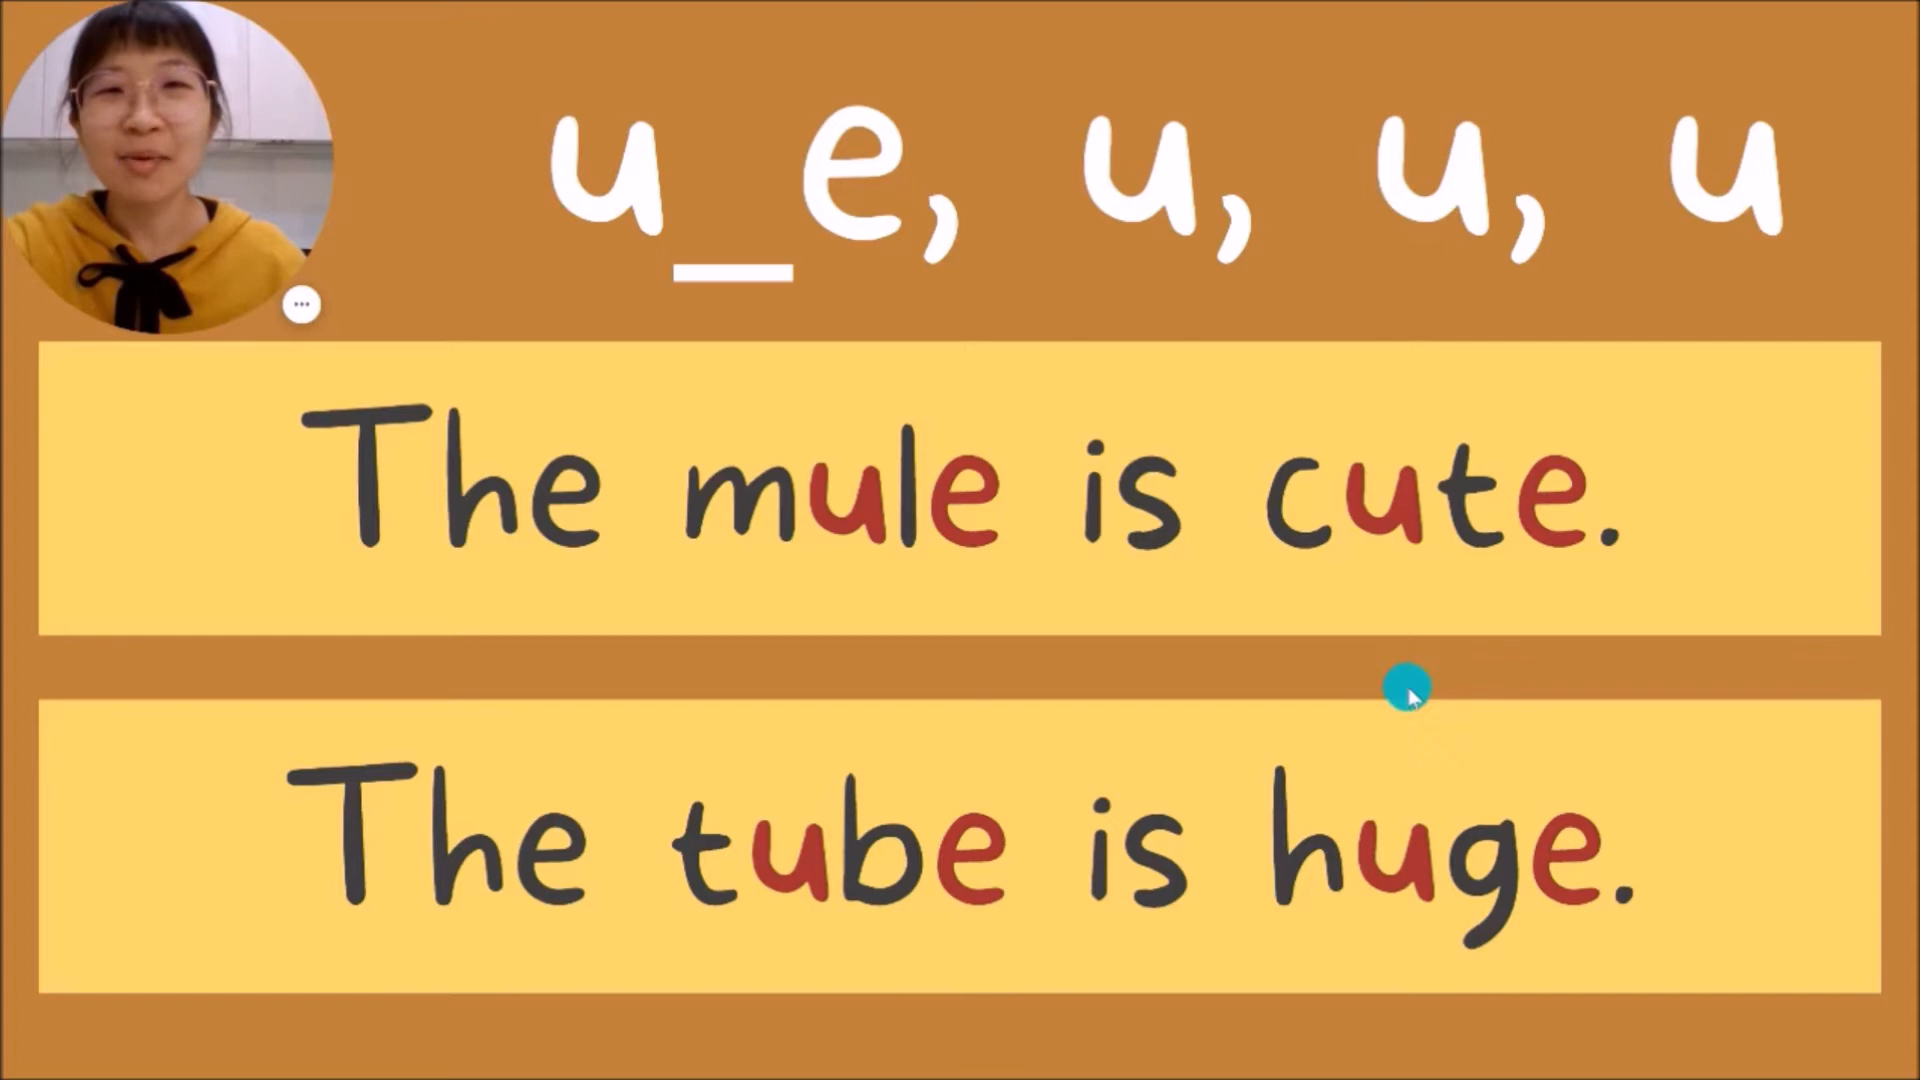 u_e, u, u, u
The mule is cute.
The tube is huge.